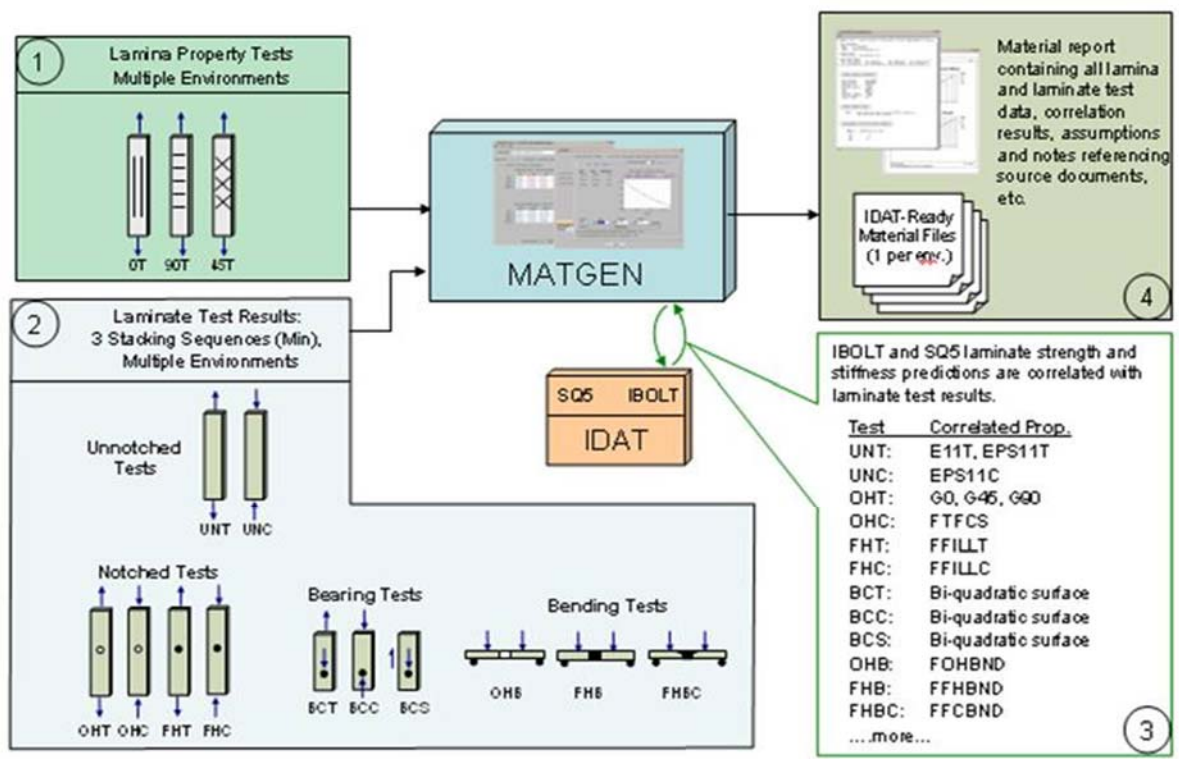 1
Lamina Property Tests
Multiple Environments
0T 90T 45T
2
Laminate Test Results:
3 Stacking Sequences (Min),
Multiple Environments
Unnotched
Tests
UNT UNC
Notched Tests
OHT OHC FHT FHC
Bearing Tests
BCT BCC BCS
Bending Tests
OHB FHB FHBC
MATGEN
SQ5 IBOLT
IDAT
Material report
containing all lamina
and laminate test
data, correlation
results, assumptions
and notes referencing
source documents,
etc.
IDAT-Ready
Material Files
(1 per env.)
4
IBOLT and SQ5 laminate strength and
stiffness predictions are correlated with
laminate test results.
Test Correlated Prop.
UNT: E11T, EPS11T
UNC: EPS11C
OHT: G0, G45, G90
OHC: FTFCS
FHT: FFILLT
FHC: FFILLC
BCT: Bi-quadratic surface
BCC: Bi-quadratic surface
BCS: Bi-quadratic surface
OHB: FOHBND
FHB: FFHBND
FHBC: FFCBND
....more...
3